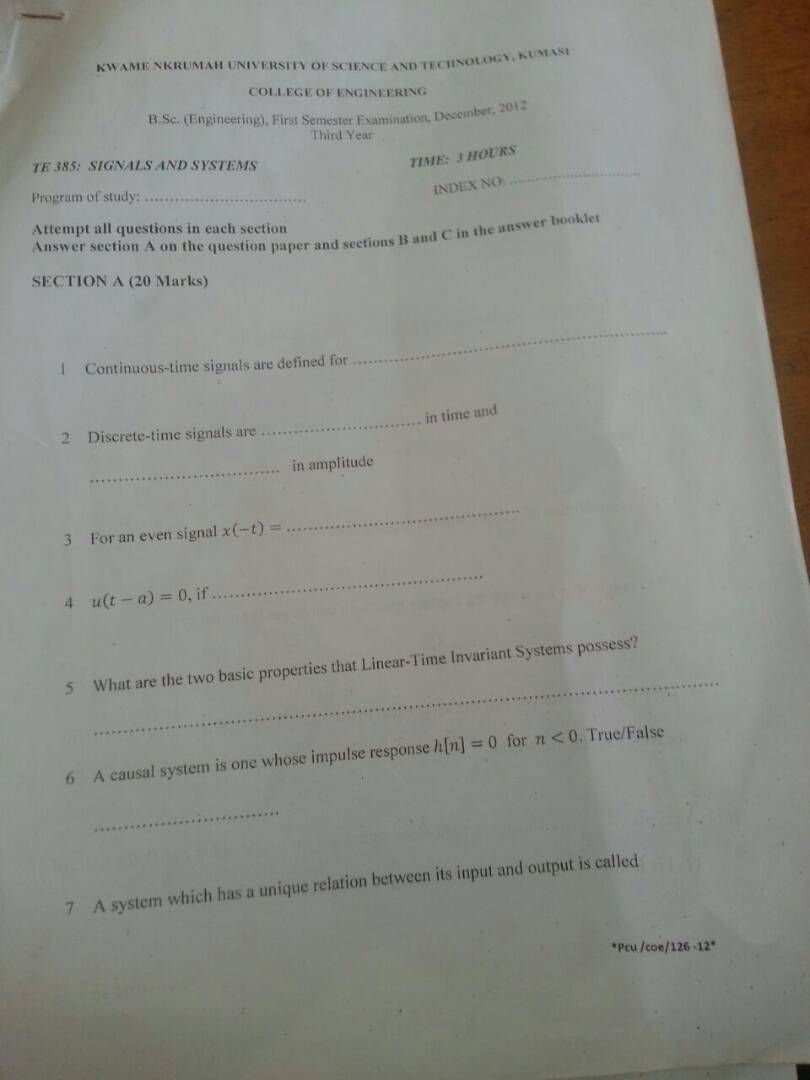 KWAME NKRUMAH UNIVERSITY OF SCIENCE AND TECHNOLOGY, KUMASI
COLLEGE OF ENGINEERING
B.Sc. (Engineering), First Semester Examination, December, 2012
Third Year
TE 385: SIGNALS AND SYSTEMS
TIME: 3 HOURS
Program of study: ................................
INDEX NO: ..........................
Attempt all questions in each section
Answer section A on the question paper and sections B and C in the answer booklet
SECTION A (20 Marks)
1 Continuous-time signals are defined for ..................................................
2 Discrete-time signals are ............................ in time and
................................ in amplitude
3 For an even signal x(−t) = ........................................
4 u(t − a) = 0, if ..............................................
5 What are the two basic properties that Linear-Time Invariant Systems possess?
....................................................................................................
6 A causal system is one whose impulse response h[n] = 0 for n < 0. True/False
................................
7 A system which has a unique relation between its input and output is called
*Pcu /coe/126 -12*